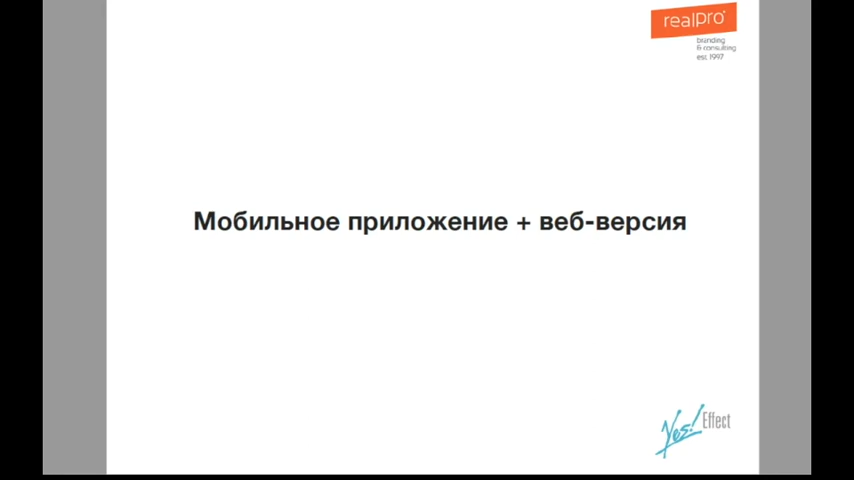 realpro
branding
& consulting
est. 1997
Мобильное приложение + веб-версия
Yes! Effect